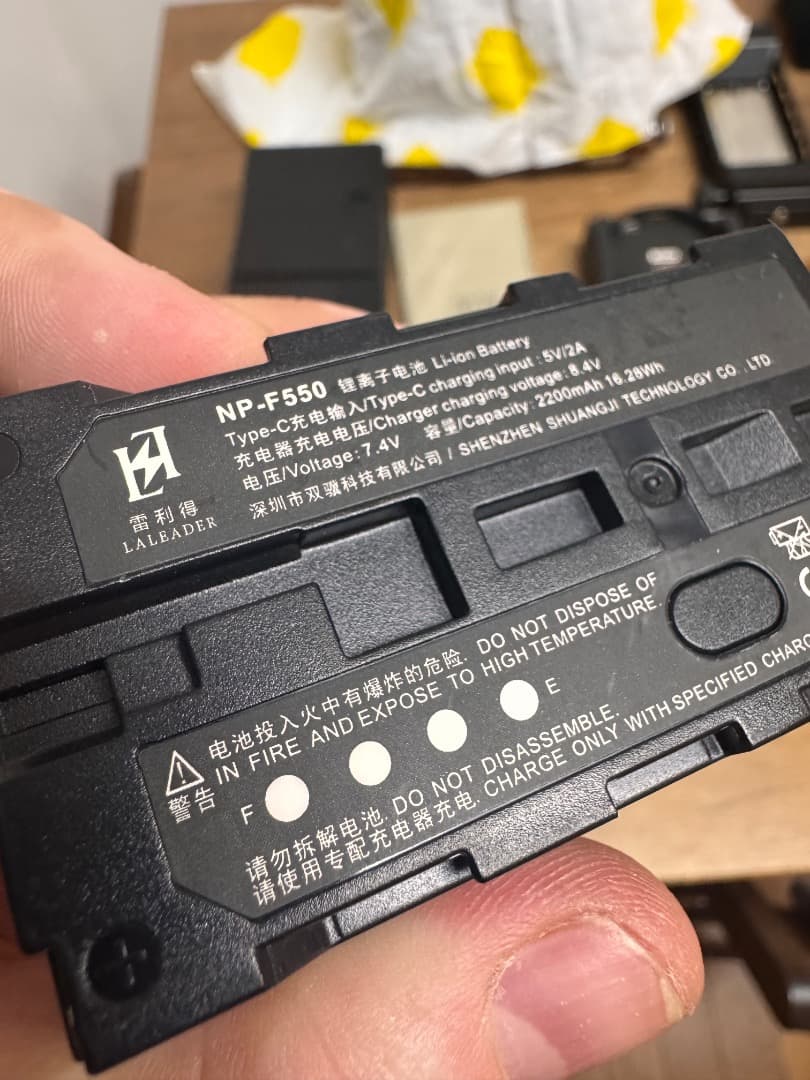 NP-F550 锂离子电池 Li-ion Battery
Type-C充电输入/Type-C charging input : 5V/2A
充电器充电电压/Charger charging voltage : 8.4V
电压/Voltage : 7.4V 容量/Capacity : 2200mAh 16.28Wh
深圳市双骥科技有限公司 / SHENZHEN SHUANGJI TECHNOLOGY CO . , LTD.
雷利得
LALEADER
电池投入火中有爆炸的危险. DO NOT DISPOSE OF
IN FIRE AND EXPOSE TO HIGH TEMPERATURE.
警告
F E
请勿拆解电池. DO NOT DISASSEMBLE.
请使用专配充电器充电. CHARGE ONLY WITH SPECIFIED